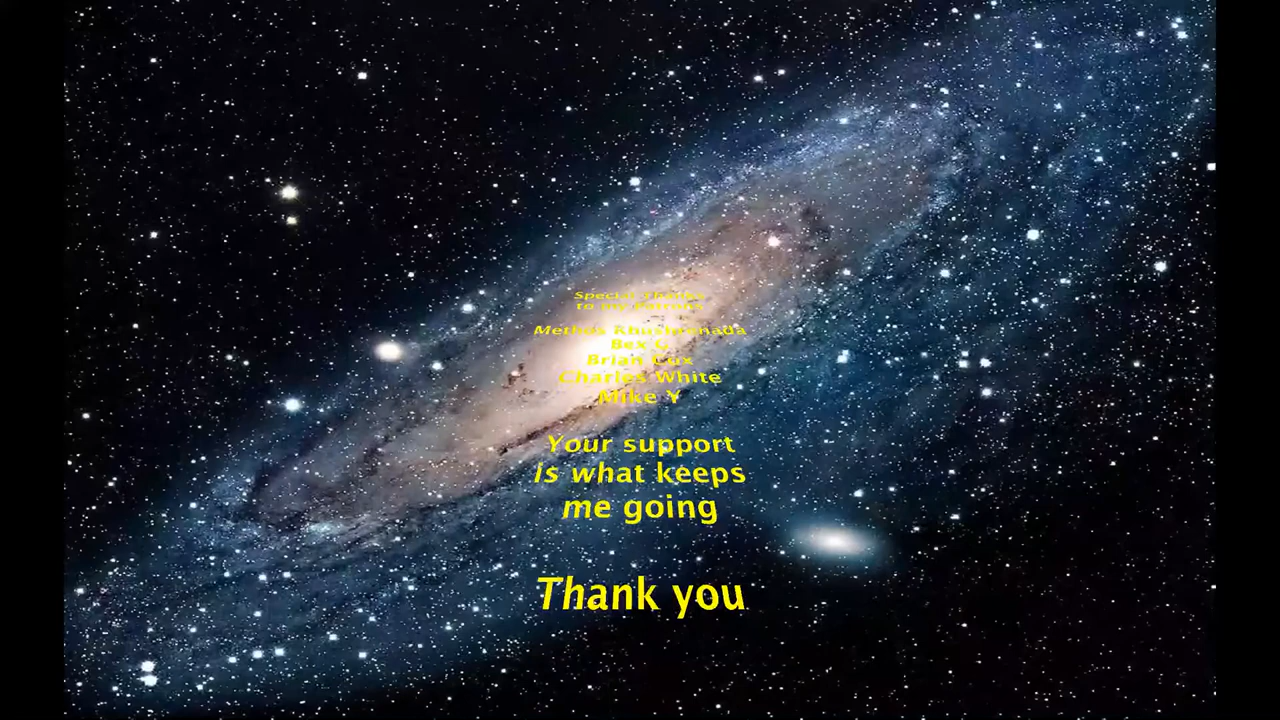 Special Thanks
to my Patrons
Methos
Bex G
Brian Cox
Charles White
Mike Y
Your support
is what keeps
me going
Thank you